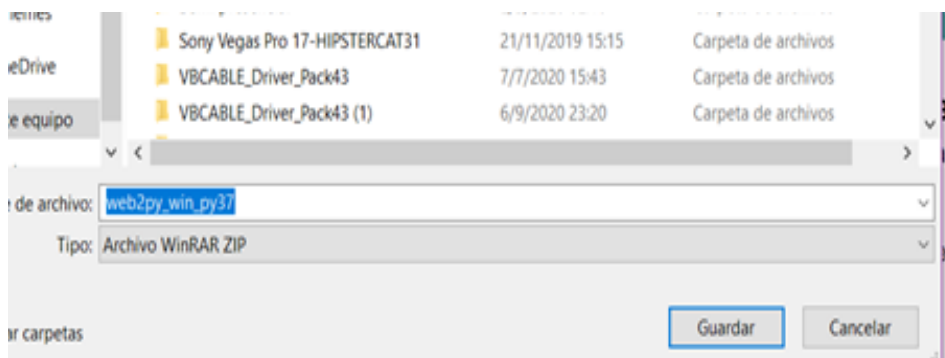 Sony Vegas Pro 17-HIPSTERCAT31 21/11/2019 15:15 Carpeta de archivos
eDrive
VBCABLE_Driver_Pack43 7/7/2020 15:43 Carpeta de archivos
e equipo
VBCABLE_Driver_Pack43 (1) 6/9/2020 23:20 Carpeta de archivos
de archivo: web2py_win_py37
Tipo: Archivo WinRAR ZIP
ar carpetas
Guardar Cancelar